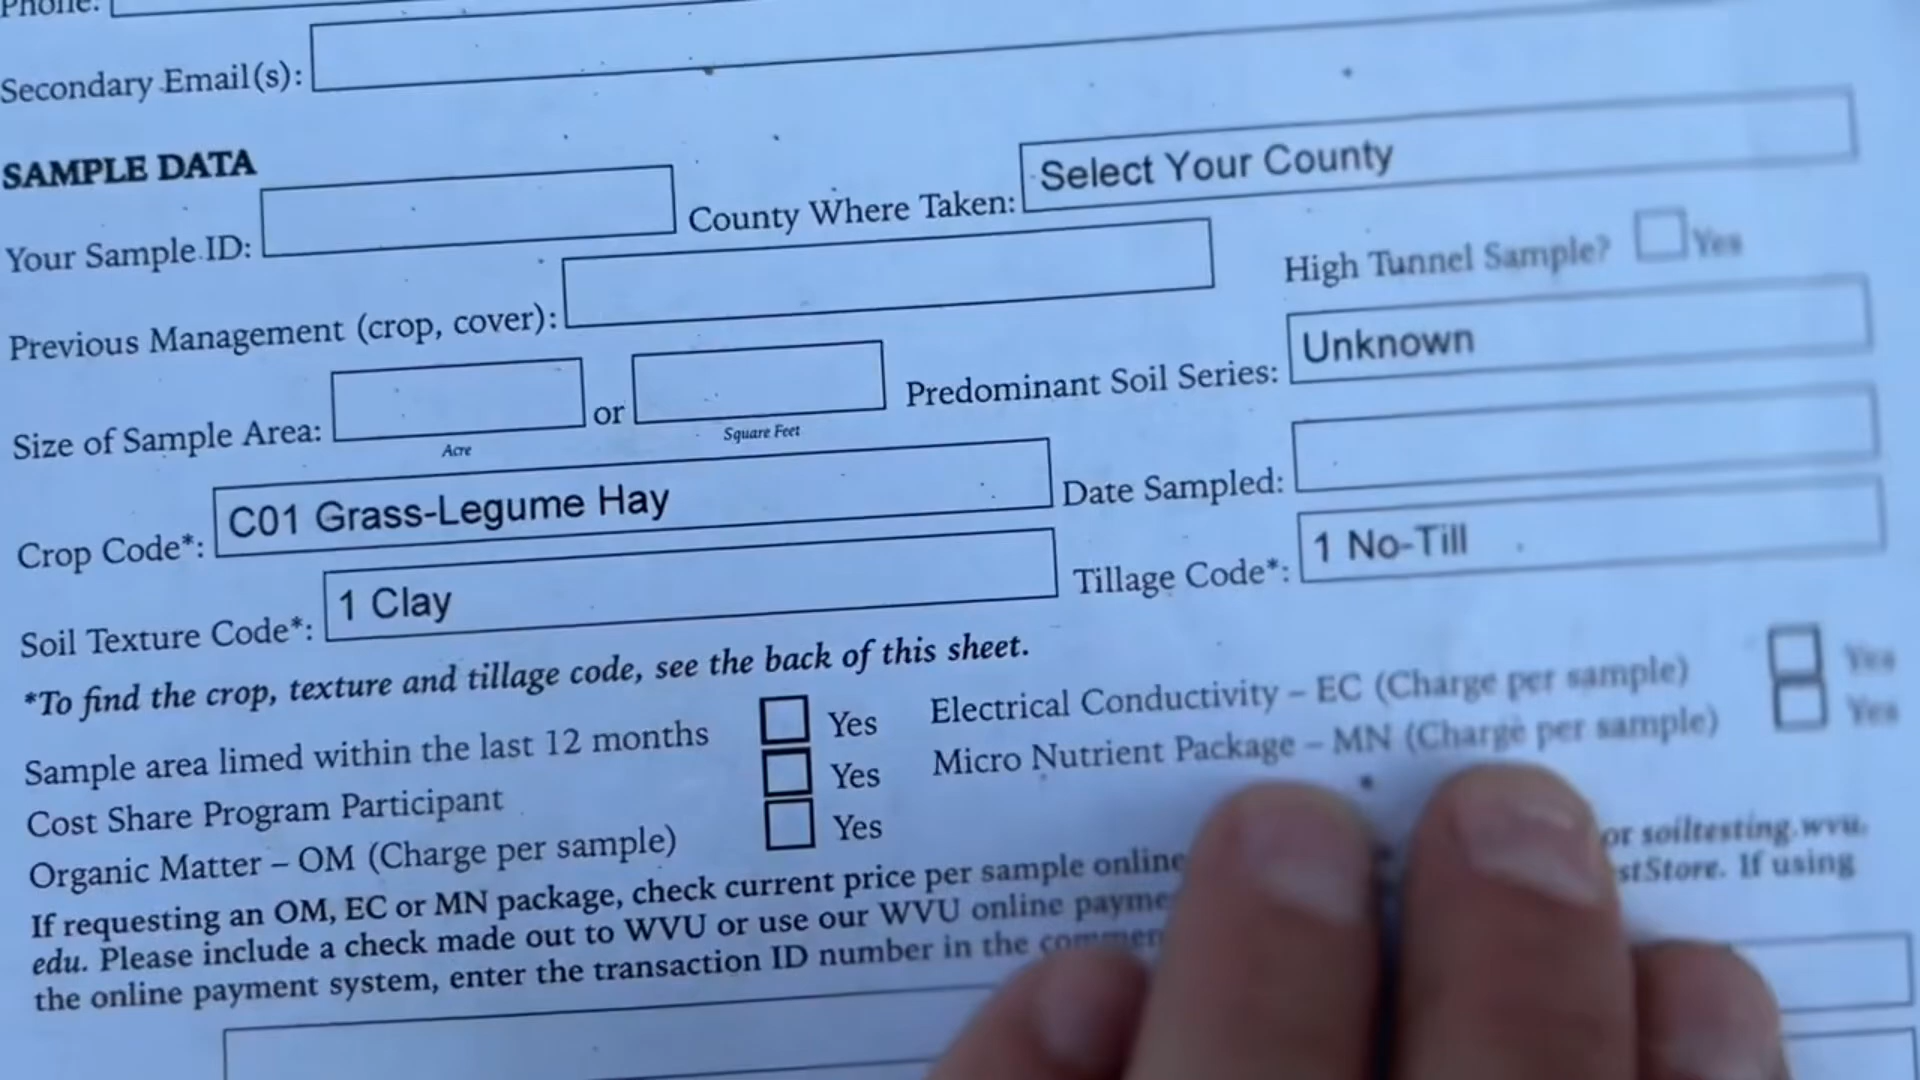 Phone:
Secondary Email(s):
SAMPLE DATA
Your Sample ID: County Where Taken: Select Your County
Previous Management (crop, cover): High Tunnel Sample? Yes
Size of Sample Area: or Predominant Soil Series: Unknown
Acre Square Feet
Crop Code*: C01 Grass-Legume Hay Date Sampled:
Soil Texture Code*: 1 Clay Tillage Code*: 1 No-Till
*To find the crop, texture and tillage code, see the back of this sheet.
Sample area limed within the last 12 months Yes Electrical Conductivity – EC (Charge per sample) Yes
Cost Share Program Participant Yes Micro Nutrient Package – MN (Charge per sample) Yes
Organic Matter – OM (Charge per sample) Yes
If requesting an OM, EC or MN package, check current price per sample online or soiltesting.wvu.
edu. Please include a check made out to WVU or use our WVU online If using
the online payment system, enter the transaction ID number in the